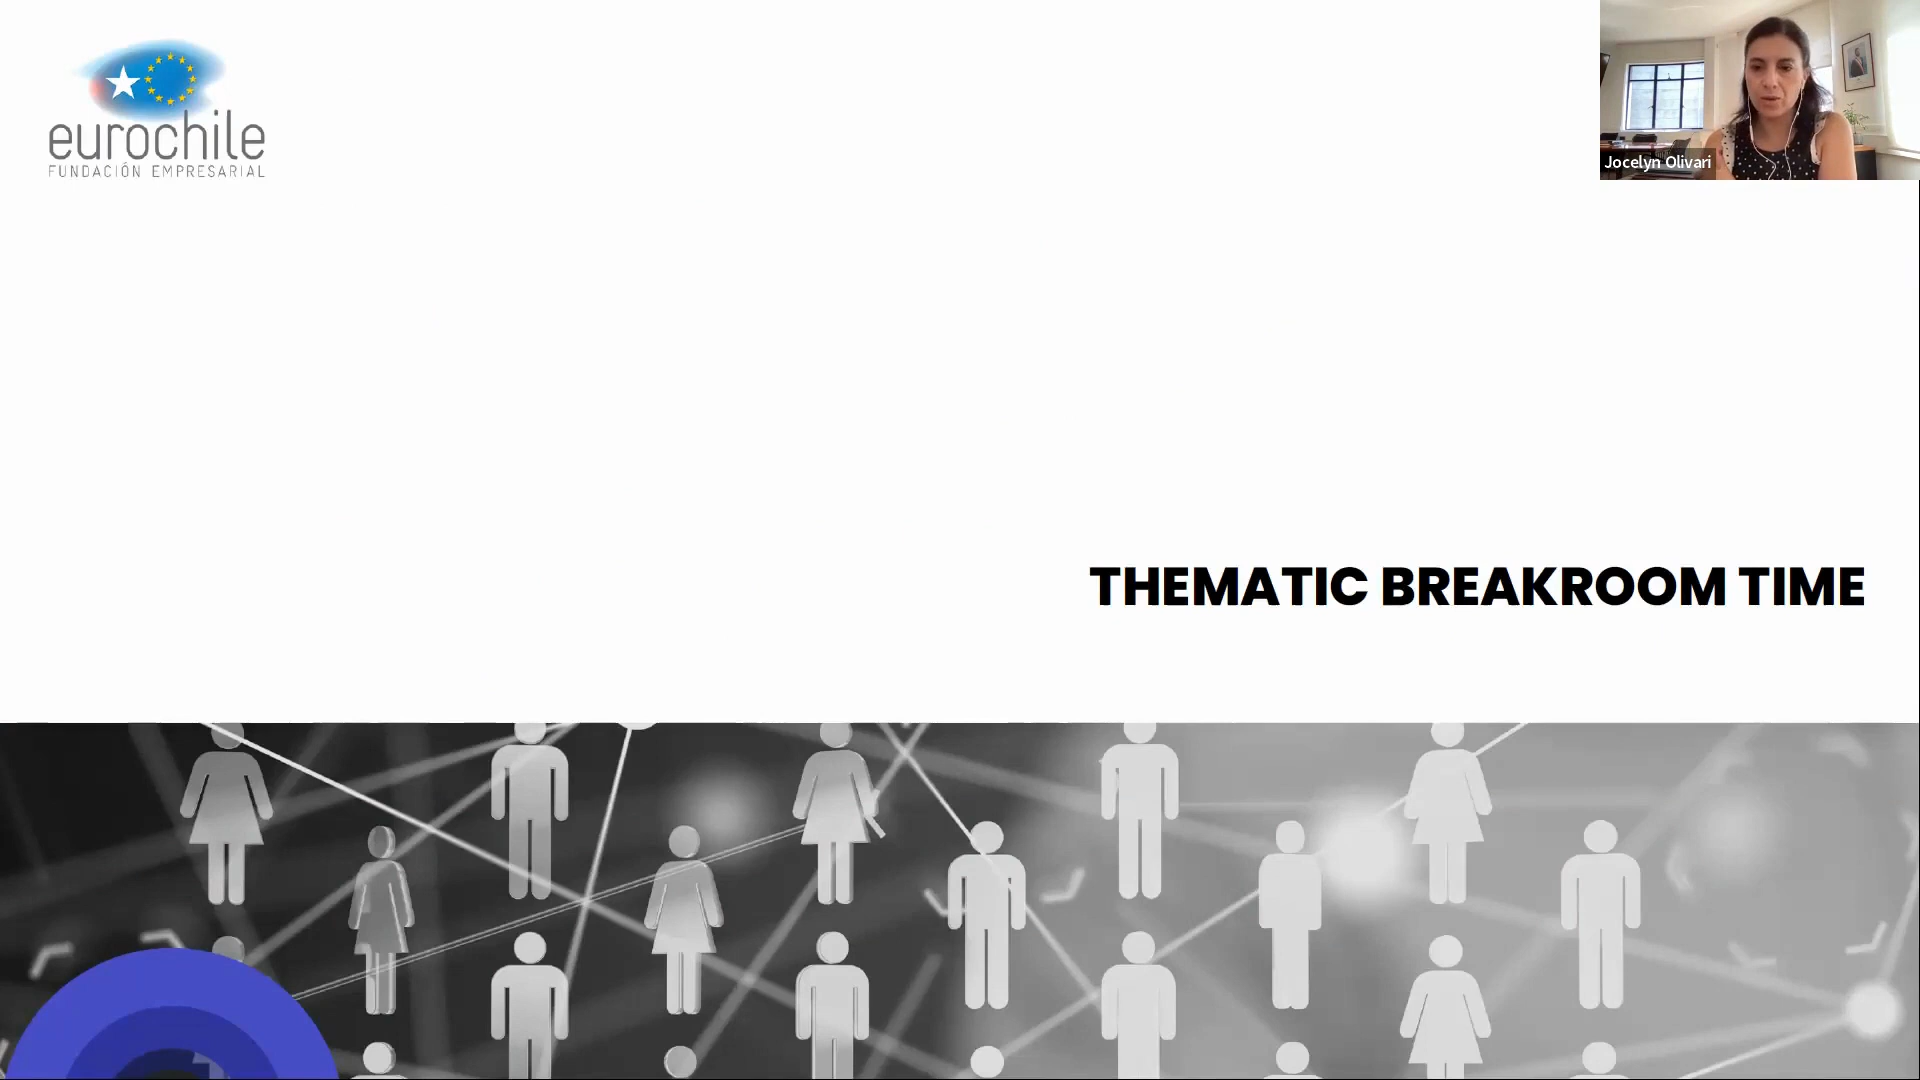 eurochile
FUNDACIÓN EMPRESARIAL
Jocelyn Olivari
THEMATIC BREAKROOM TIME